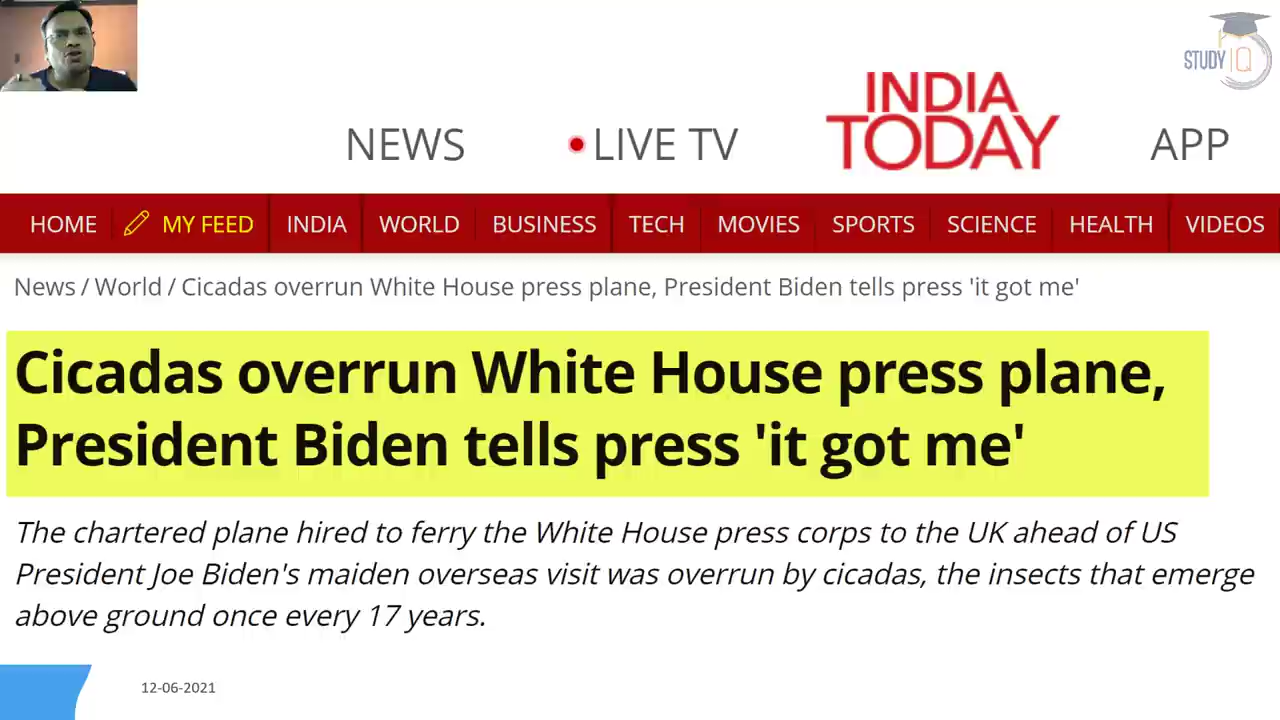 STUDY IQ
INDIA
TODAY
NEWS
LIVE TV
APP
HOME MY FEED INDIA WORLD BUSINESS TECH MOVIES SPORTS SCIENCE HEALTH VIDEOS
News / World / Cicadas overrun White House press plane, President Biden tells press 'it got me'
Cicadas overrun White House press plane,
President Biden tells press 'it got me'
The chartered plane hired to ferry the White House press corps to the UK ahead of US
President Joe Biden's maiden overseas visit was overrun by cicadas, the insects that emerge
above ground once every 17 years.
12-06-2021